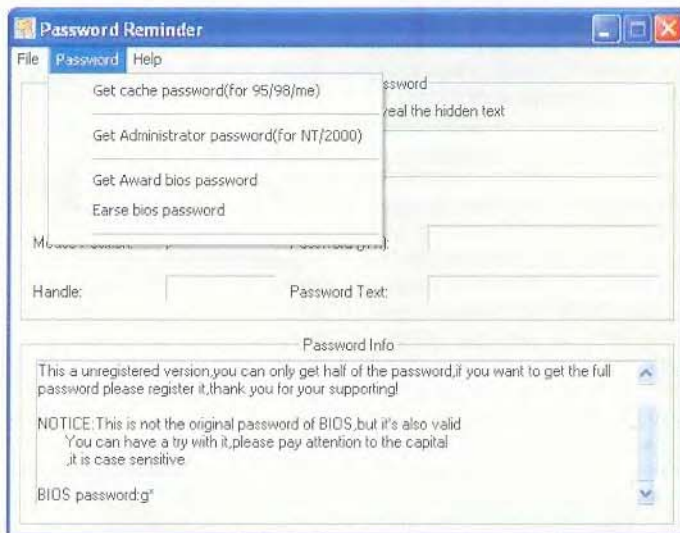 Password Reminder
File Password Help
Get cache password(for 95/98/me)
Get Administrator password(for NT/2000)
Get Award bios password
Earse bios password
eal the hidden text
Handle:
Password Text:
Password Info
This a unregistered version,you can only get half of the password,if you want to get the full
password please register it,thank you for your supporting!
NOTICE:This is not the original password of BIOS,but it's also valid
You can have a try with it,please pay attention to the capital
,it is case sensitive
BIOS password:g*